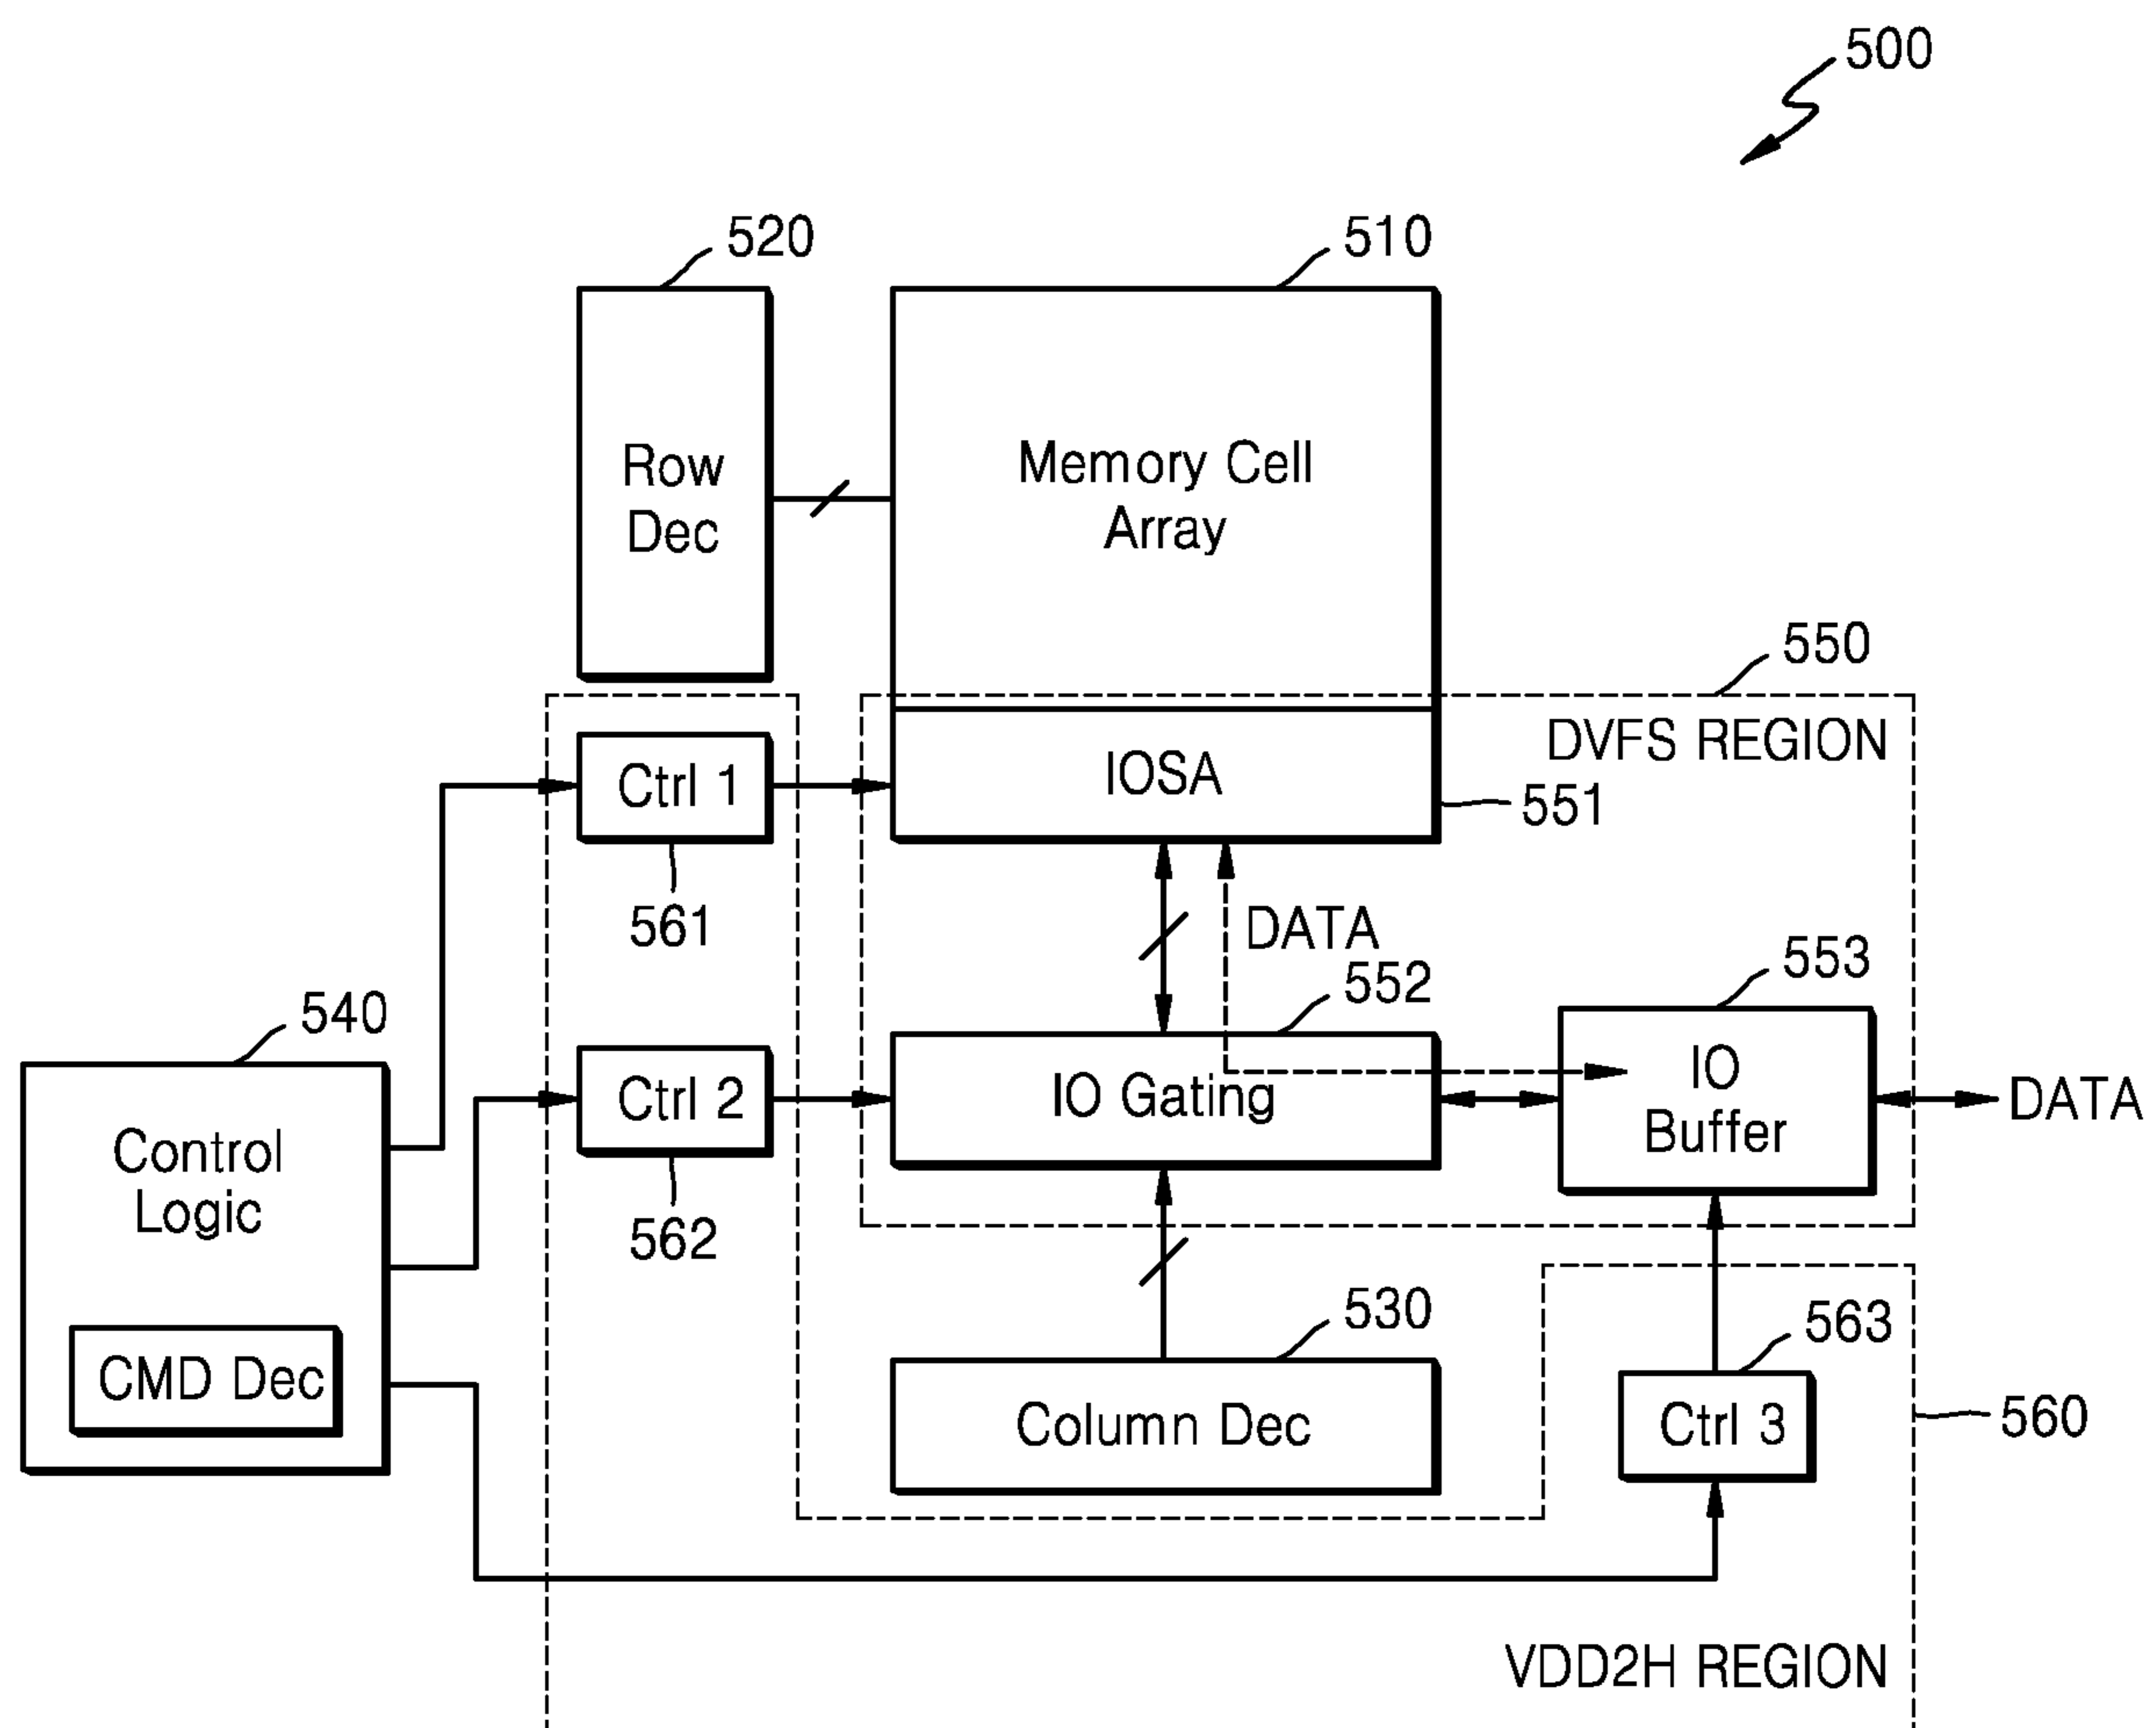 500
520
510
Row
Dec
Memory Cell
Array
550
DVFS REGION
Ctrl 1
IOSA
551
561
DATA
552
553
540
Ctrl 2
IO Gating
IO
Buffer
DATA
Control
Logic
562
530
563
CMD Dec
Column Dec
Ctrl 3
560
VDD2H REGION